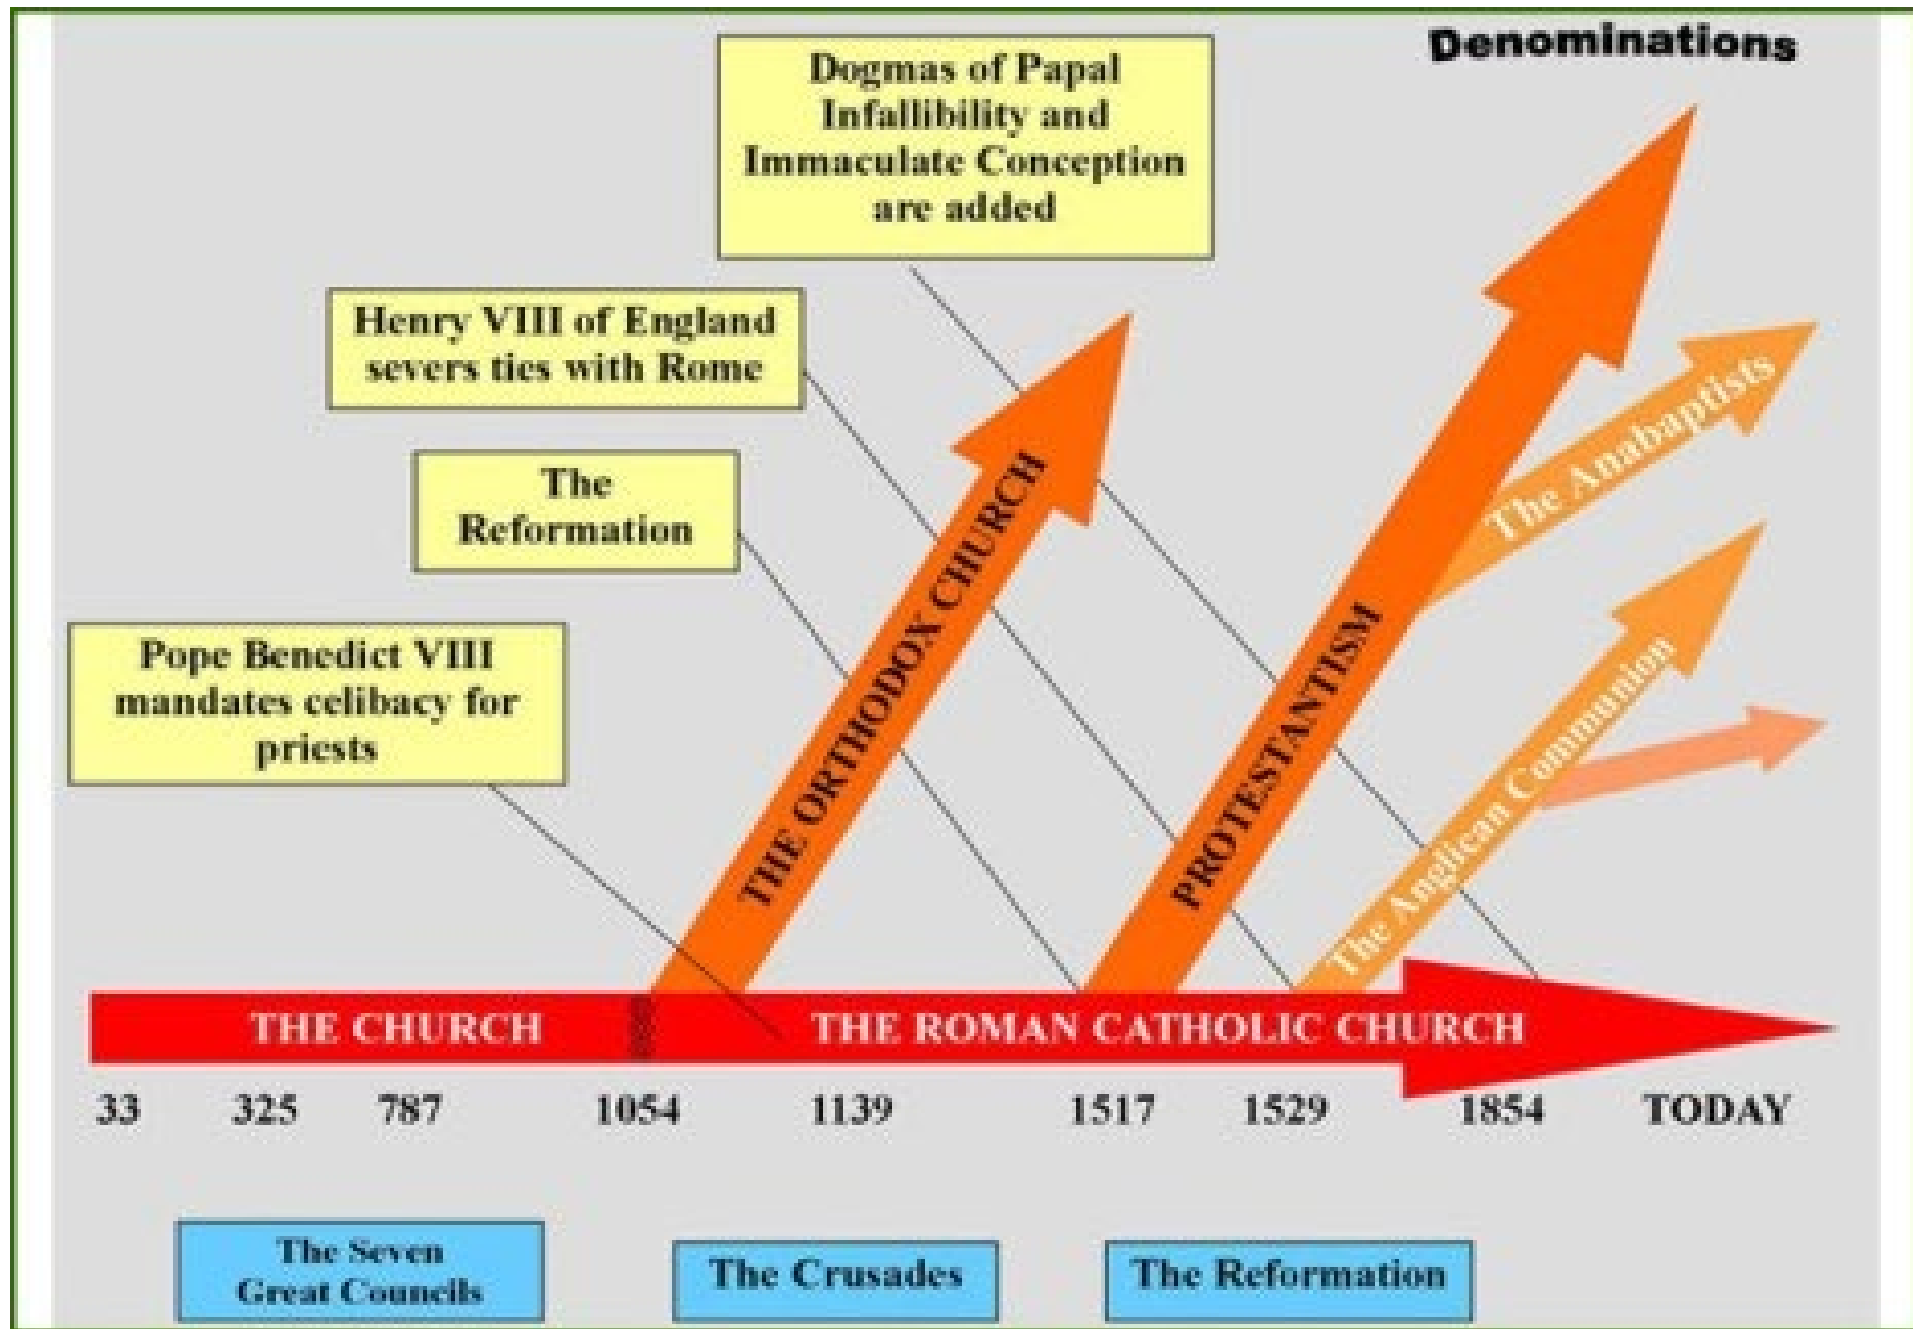 Denominations
Dogmas of Papal
Infallibility and
Immaculate Conception
are added
Henry VIII of England
severs ties with Rome
The
Reformation
Pope Benedict VIII
mandates celibacy for
priests
THE ORTHODOX CHURCH
PROTESTANTISM
The Anabaptists
The Anglican Communion
THE CHURCH
THE ROMAN CATHOLIC CHURCH
33 325 787 1054 1139 1517 1529 1854 TODAY
The Seven
Great Councils
The Crusades
The Reformation